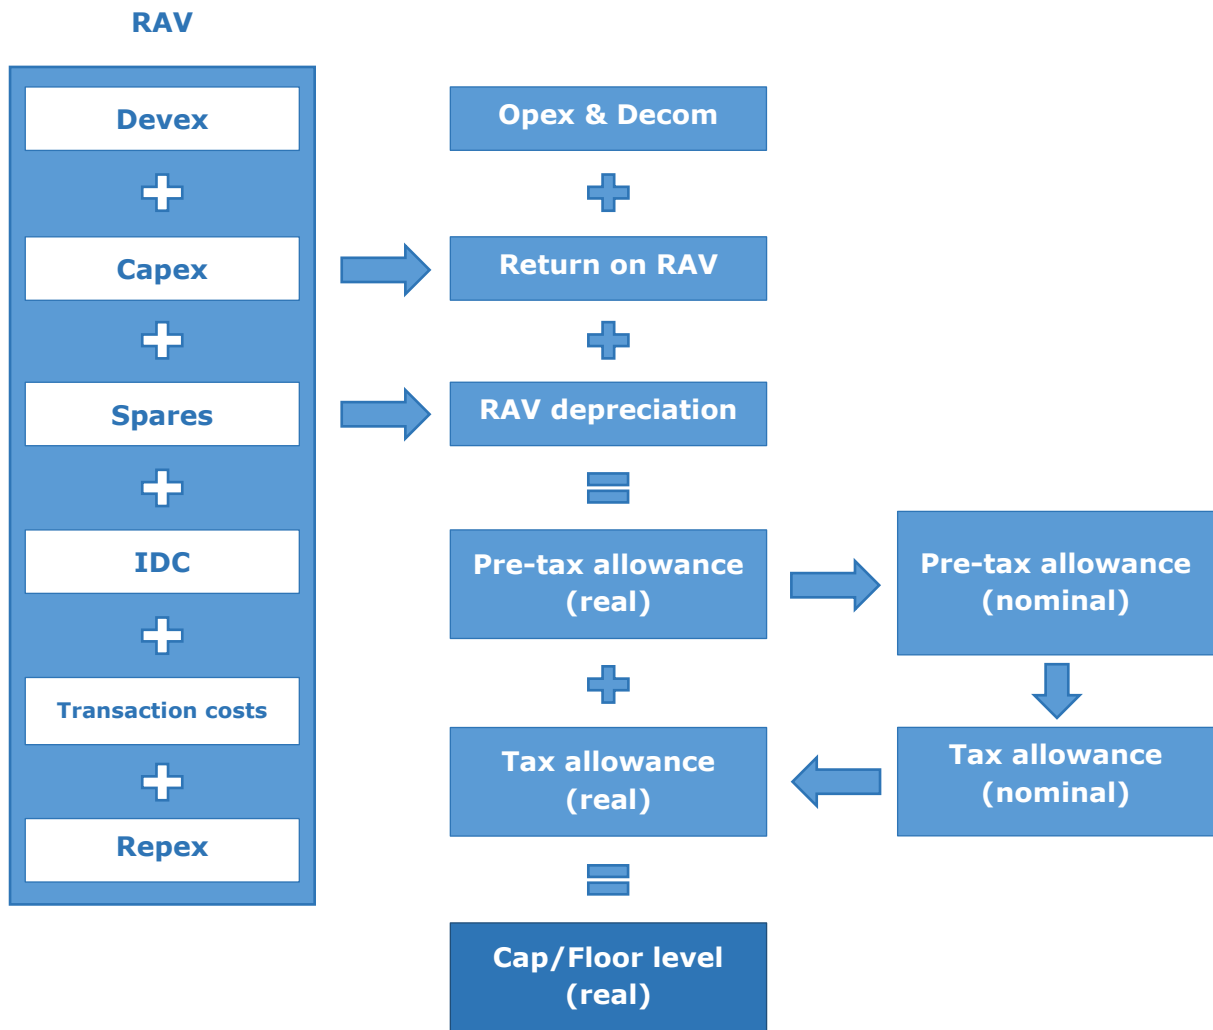 RAV
Devex
Capex
Spares
IDC
Transaction costs
Repex
Opex & Decom
Return on RAV
RAV depreciation
Pre-tax allowance
(real)
Tax allowance
(real)
Cap/Floor level
(real)
Pre-tax allowance
(nominal)
Tax allowance
(nominal)